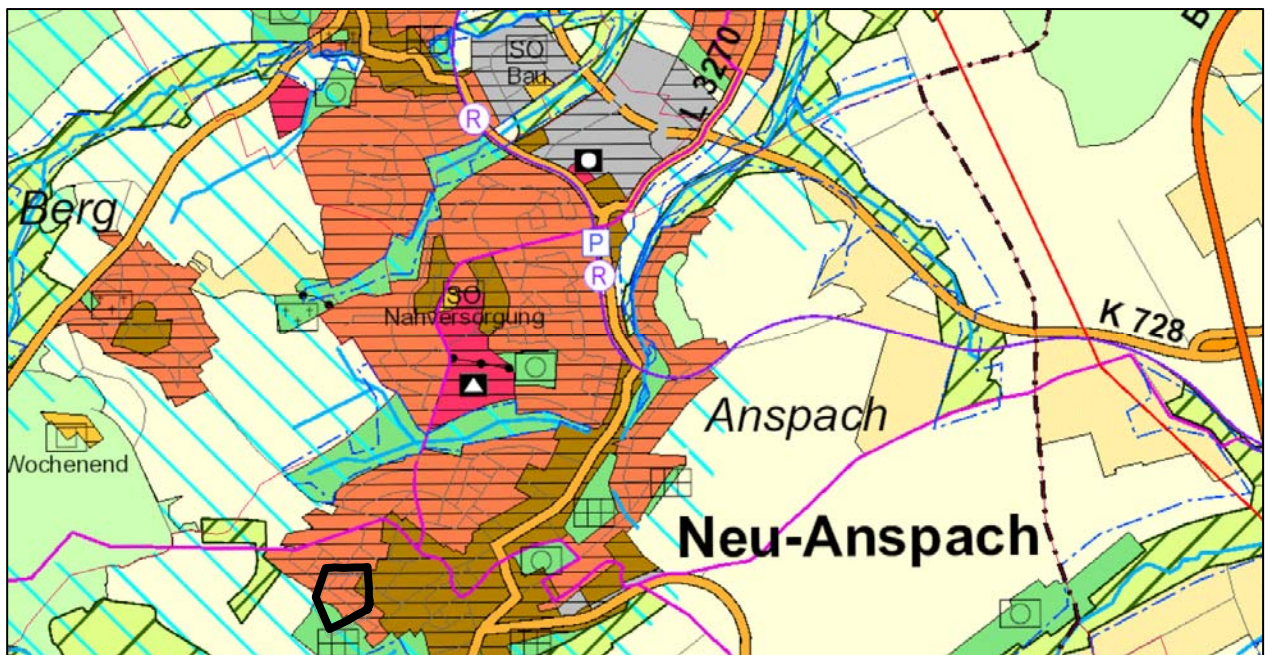 SO
Bau
L 3270
B
R
Berg
P
R
SO
Nahversorgung
K 728
Anspach
Wochenend
Neu-Anspach